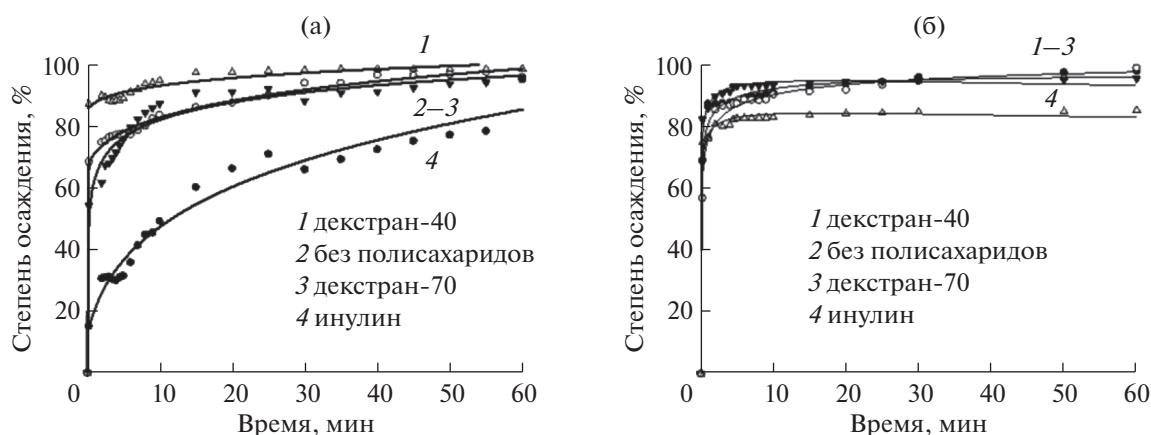 (а)
Степень осаждения, %
100
80
60
40
20
0
10
20
30
40
50
60
Время, мин
1
2–3
4
1 декстран-40
2 без полисахаридов
3 декстран-70
4 инулин
(б)
Степень осаждения, %
100
80
60
40
20
0
10
20
30
40
50
60
Время, мин
1–3
4
1 декстран-40
2 без полисахаридов
3 декстран-70
4 инулин